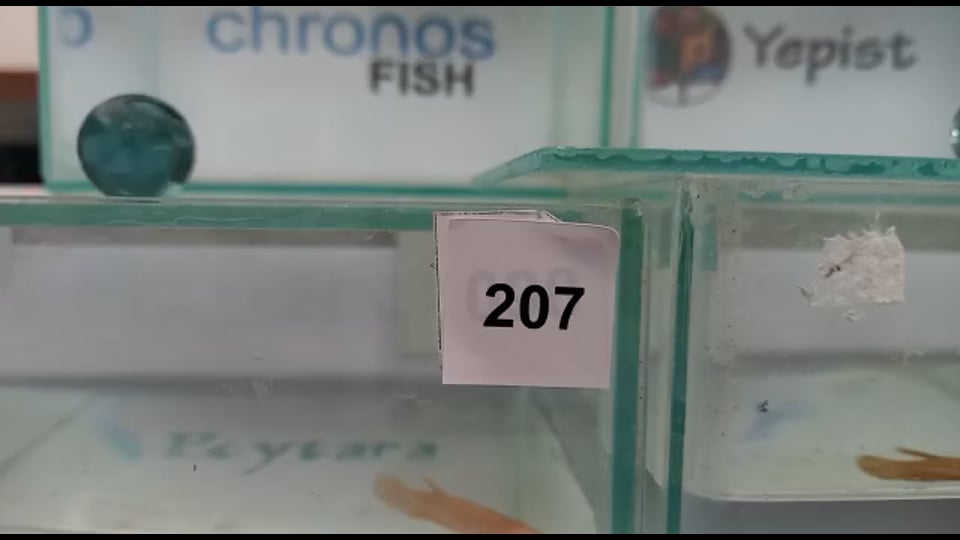 chronos
FISH
Yepist
207